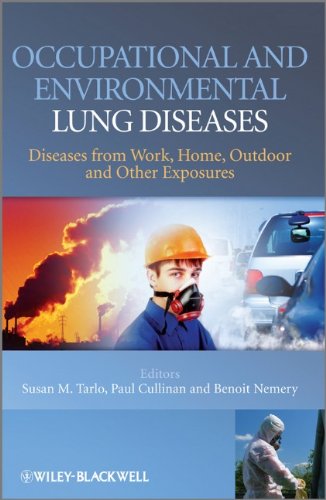 OCCUPATIONAL AND
ENVIRONMENTAL
LUNG DISEASES
Diseases from Work, Home, Outdoor
and Other Exposures
Editors
Susan M. Tarlo, Paul Cullinan and Benoit Nemery
WILEY-BLACKWELL